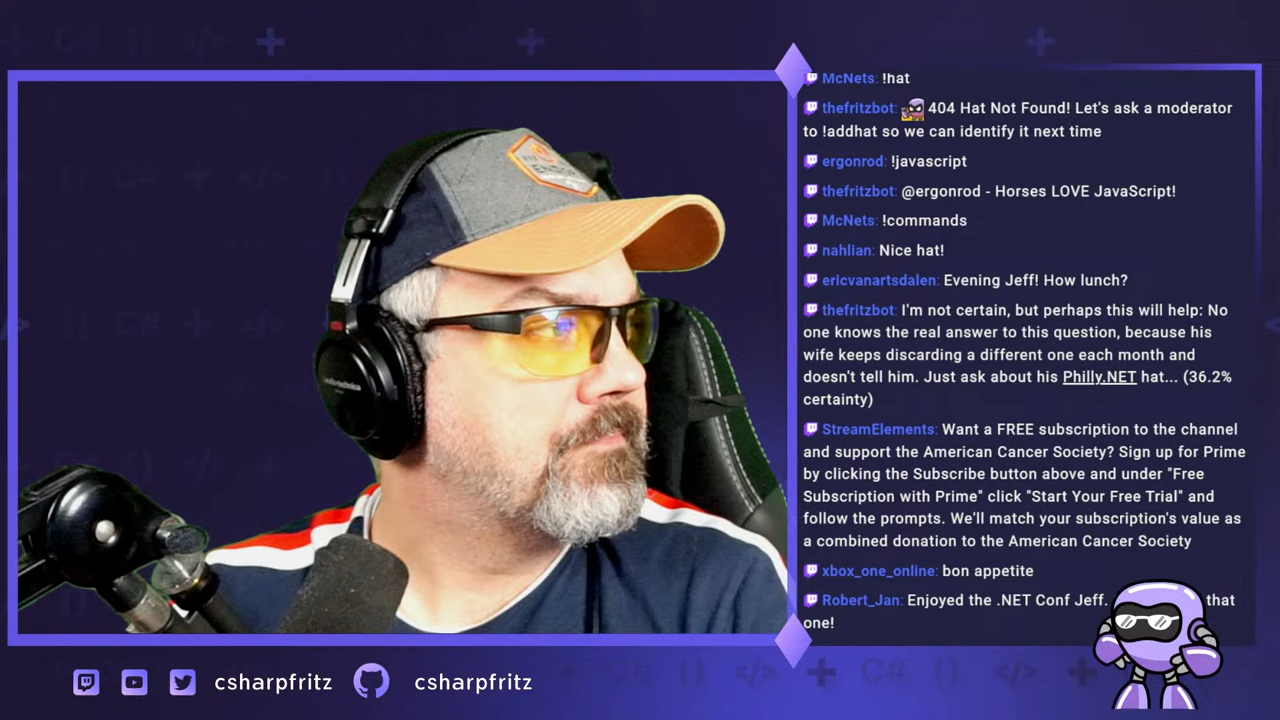 McNets: !hat
thefritzbot: 404 Hat Not Found! Let's ask a moderator
to !addhat so we can identify it next time
ergonrod: !javascript
thefritzbot: @ergonrod - Horses LOVE JavaScript!
McNets: !commands
nahlian: Nice hat!
ericvanartsdalen: Evening Jeff! How lunch?
thefritzbot: I'm not certain, but perhaps this will help: No
one knows the real answer to this question, because his
wife keeps discarding a different one each month and
doesn't tell him. Just ask about his Philly.NET hat... (36.2%
certainty)
StreamElements: Want a FREE subscription to the channel
and support the American Cancer Society? Sign up for Prime
by clicking the Subscribe button above and under "Free
Subscription with Prime" click "Start Your Free Trial" and
follow the prompts. We'll match your subscription's value as
a combined donation to the American Cancer Society
xbox_one_online: bon appetite
Robert_Jan: Enjoyed the .NET Conf Jeff. that
one!
csharpfritz csharpfritz